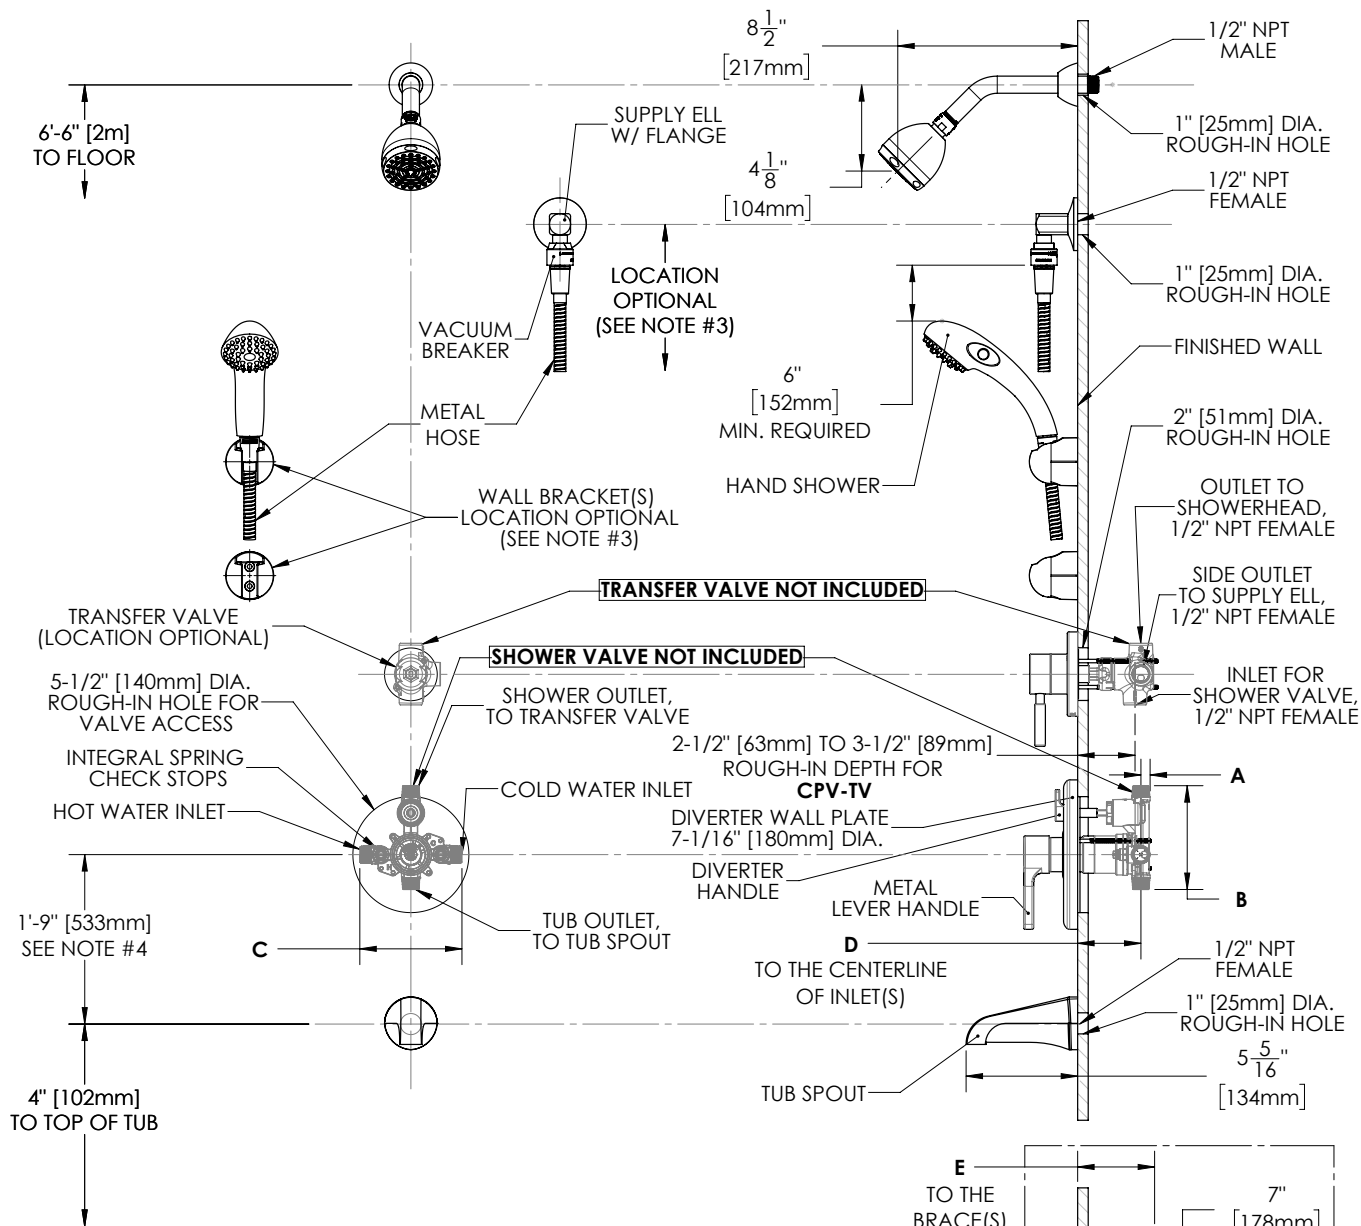 8 1/2"
[217mm]
1/2" NPT
MALE
6'-6" [2m]
TO FLOOR
SUPPLY ELL
W/ FLANGE
1" [25mm] DIA.
ROUGH-IN HOLE
4 1/8"
[104mm]
1/2" NPT
FEMALE
LOCATION
OPTIONAL
(SEE NOTE #3)
1" [25mm] DIA.
ROUGH-IN HOLE
VACUUM
BREAKER
FINISHED WALL
6"
[152mm]
MIN. REQUIRED
METAL
HOSE
2" [51mm] DIA.
ROUGH-IN HOLE
HAND SHOWER
WALL BRACKET(S)
LOCATION OPTIONAL
(SEE NOTE #3)
OUTLET TO
SHOWERHEAD,
1/2" NPT FEMALE
TRANSFER VALVE NOT INCLUDED
SIDE OUTLET
TO SUPPLY ELL,
1/2" NPT FEMALE
TRANSFER VALVE
(LOCATION OPTIONAL)
SHOWER VALVE NOT INCLUDED
5-1/2" [140mm] DIA.
ROUGH-IN HOLE FOR
VALVE ACCESS
SHOWER OUTLET,
TO TRANSFER VALVE
INLET FOR
SHOWER VALVE,
1/2" NPT FEMALE
2-1/2" [63mm] TO 3-1/2" [89mm]
ROUGH-IN DEPTH FOR
CPV-TV
INTEGRAL SPRING
CHECK STOPS
A
COLD WATER INLET
HOT WATER INLET
DIVERTER WALL PLATE
7-1/16" [180mm] DIA.
DIVERTER
HANDLE
METAL
LEVER HANDLE
B
1'-9" [533mm]
SEE NOTE #4
TUB OUTLET,
TO TUB SPOUT
C
D
TO THE CENTERLINE
OF INLET(S)
1/2" NPT
FEMALE
1" [25mm] DIA.
ROUGH-IN HOLE
5 5/16"
[134mm]
TUB SPOUT
4" [102mm]
TO TOP OF TUB
E
TO THE
BRACE(S)
7"
[178mm]